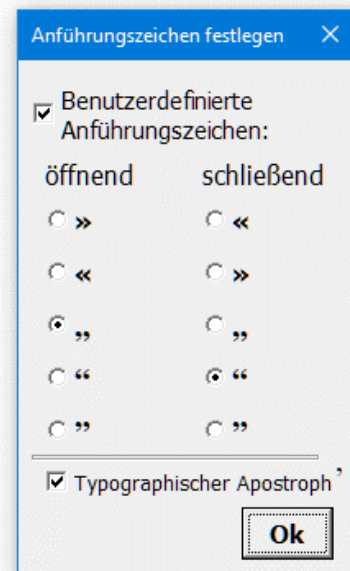 Anführungszeichen festlegen
Benutzerdefinierte
Anführungszeichen:
öffnend schließend
» «
« »
„ „
“ “
” ”
Typographischer Apostroph ’
Ok